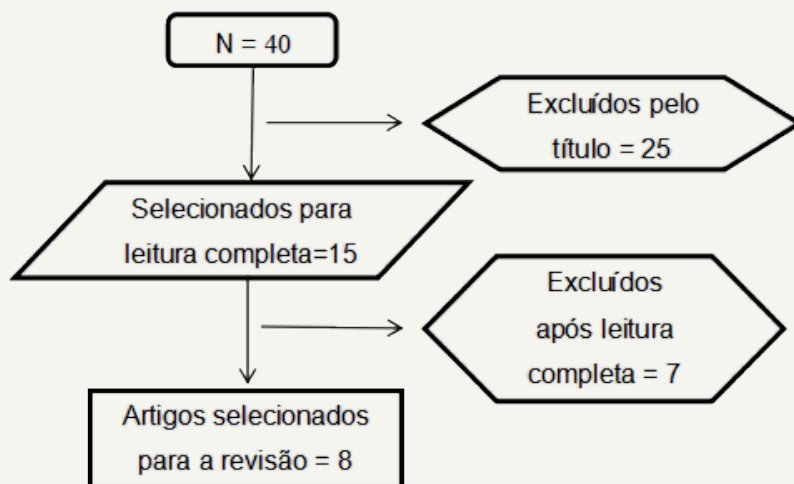 N = 40
Excluídos pelo
título = 25
Selecionados para
leitura completa=15
Excluídos
após leitura
completa = 7
Artigos selecionados
para a revisão = 8